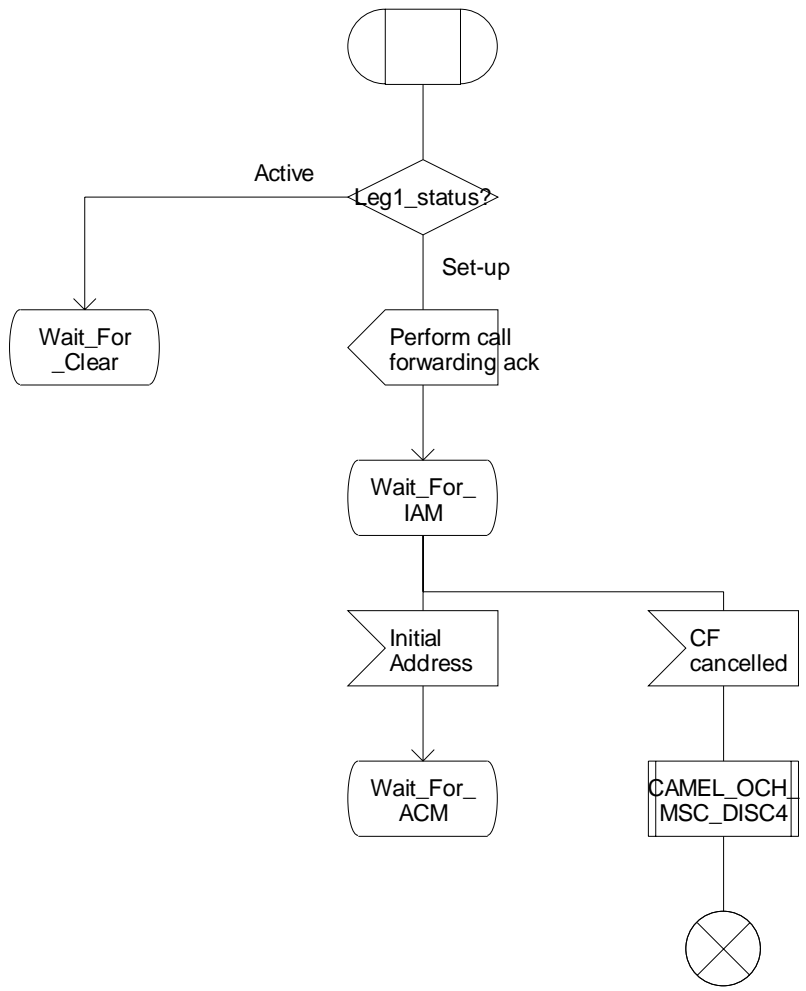 Active
Leg1_status?
Set-up
Wait_For
_Clear
Perform call
forwarding ack
Wait_For_
IAM
Initial
Address
CF
cancelled
Wait_For_
ACM
CAMEL_OCH_
MSC_DISC4